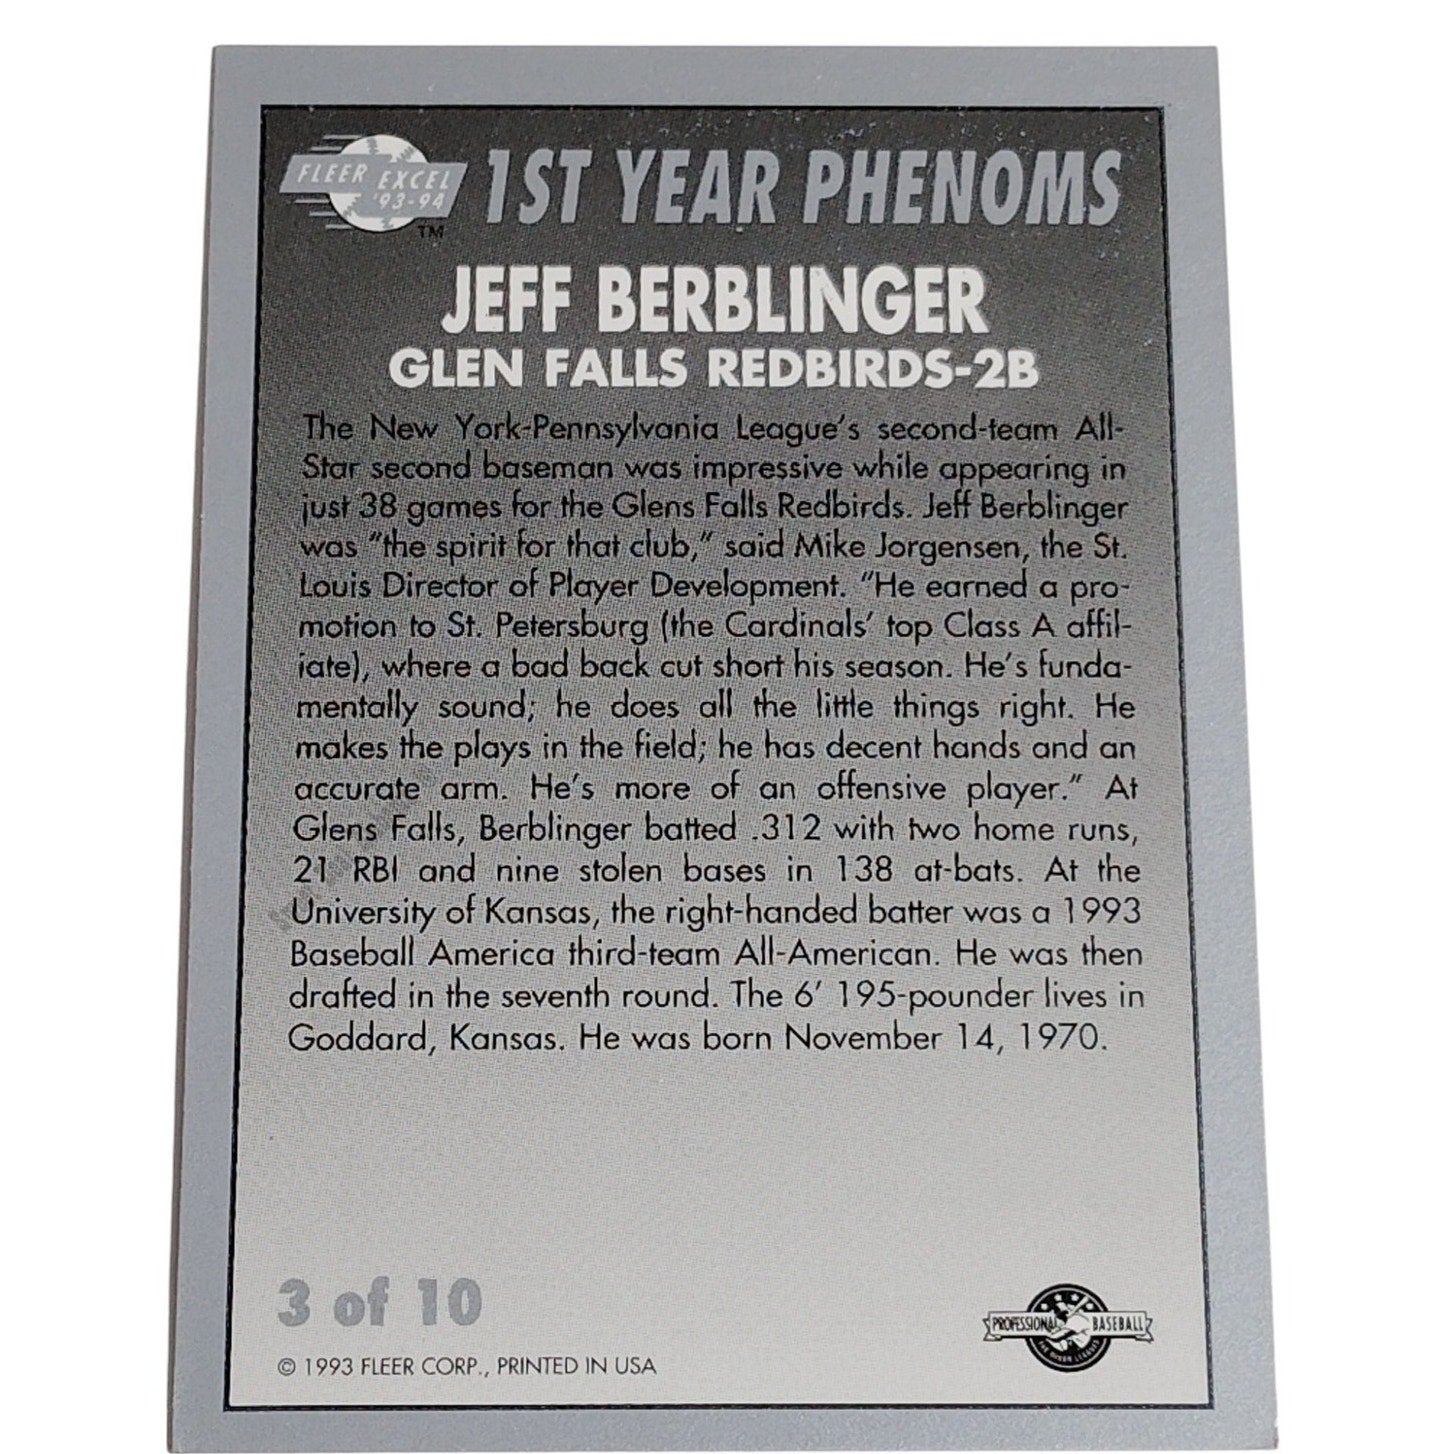 FLEER EXCEL
'93-94
TM
1ST YEAR PHENOMS
JEFF BERBLINGER
GLEN FALLS REDBIRDS-2B
The New York-Pennsylvania League's second-team All-
Star second baseman was impressive while appearing in
just 38 games for the Glens Falls Redbirds. Jeff Berblinger
was "the spirit for that club," said Mike Jorgensen, the St.
Louis Director of Player Development. "He earned a pro-
motion to St. Petersburg (the Cardinals' top Class A affil-
iate), where a bad back cut short his season. He's funda-
mentally sound; he does all the little things right. He
makes the plays in the field; he has decent hands and an
accurate arm. He's more of an offensive player." At
Glens Falls, Berblinger batted .312 with two home runs,
21 RBI and nine stolen bases in 138 at-bats. At the
University of Kansas, the right-handed batter was a 1993
Baseball America third-team All-American. He was then
drafted in the seventh round. The 6' 195-pounder lives in
Goddard, Kansas. He was born November 14, 1970.
3 of 10
PROFESSIONAL BASEBALL
THE MINOR LEAGUES
© 1993 FLEER CORP., PRINTED IN USA